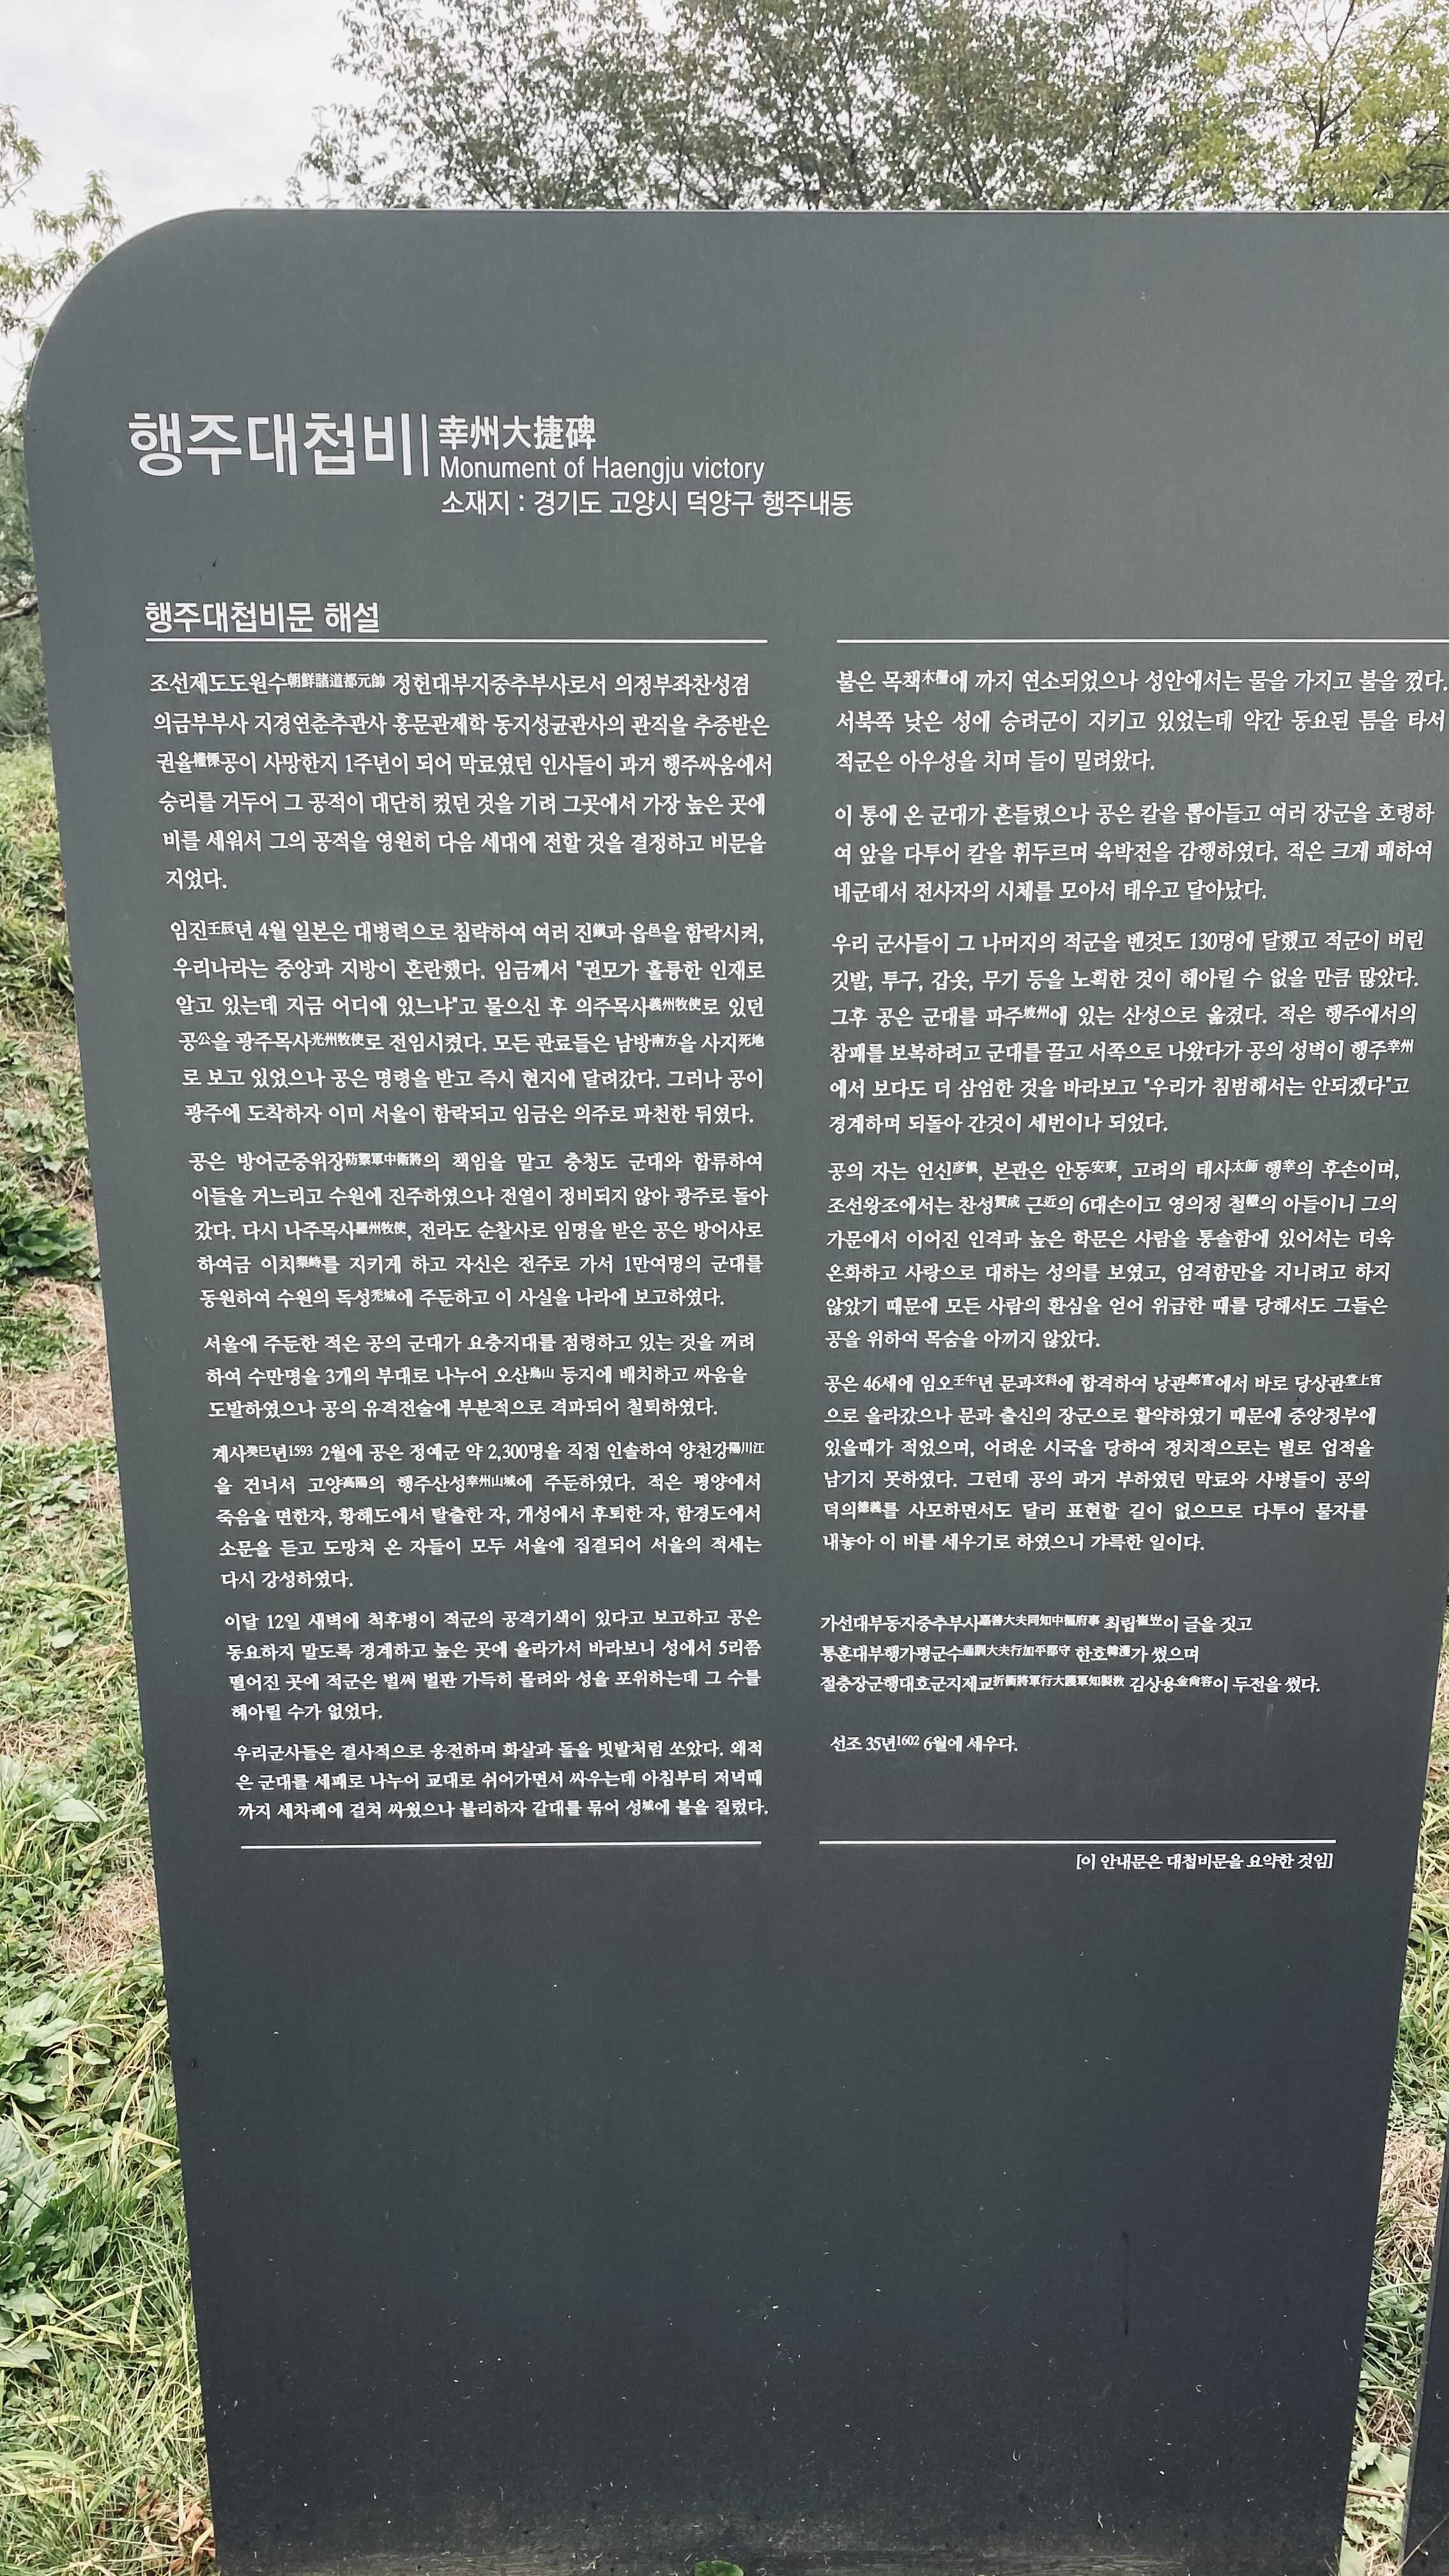 행주대첩비
幸州大捷碑
Monument of Haengju victory
소재지 : 경기도 고양시 덕양구 행주내동
행주대첩비문 해설
조선제도도원수朝鮮諸道都元帥 정헌대부지중추부사로서 의정부좌찬성겸
의금부부사 지경연춘추관사 홍문관제학 동지성균관사의 관직을 추증받은
권율權慄공이 사망한지 1주년이 되어 막료였던 인사들이 과거 행주싸움에서
승리를 거두어 그 공적이 대단히 컸던 것을 기려 그곳에서 가장 높은 곳에
비를 세워서 그의 공적을 영원히 다음 세대에 전할 것을 결정하고 비문을
지었다.
임진壬辰년 4월 일본은 대병력으로 침략하여 여러 진鎭과 읍邑을 함락시켜,
우리나라는 중앙과 지방이 혼란했다. 임금께서 "권모가 훌륭한 인재로
알고 있는데 지금 어디에 있느냐"고 물으신 후 의주목사義州牧使로 있던
공公을 광주목사光州牧使로 전임시켰다. 모든 관료들은 남방南方을 사지死地
로 보고 있었으나 공은 명령을 받고 즉시 현지에 달려갔다. 그러나 공이
광주에 도착하자 이미 서울이 함락되고 임금은 의주로 파천한 뒤였다.
공은 방어군중위장防禦軍中衛將의 책임을 맡고 충청도 군대와 합류하여
이들을 거느리고 수원에 진주하였으나 전열이 정비되지 않아 광주로 돌아
갔다. 다시 나주목사羅州牧使, 전라도 순찰사로 임명을 받은 공은 방어사로
하여금 이치梨峙를 지키게 하고 자신은 전주로 가서 1만여명의 군대를
동원하여 수원의 독성禿城에 주둔하고 이 사실을 나라에 보고하였다.
서울에 주둔한 적은 공의 군대가 요충지대를 점령하고 있는 것을 꺼려
하여 수만명을 3개의 부대로 나누어 오산烏山 등지에 배치하고 싸움을
도발하였으나 공의 유격전술에 부분적으로 격파되어 철퇴하였다.
계사癸巳년1593 2월에 공은 정예군 약 2,300명을 직접 인솔하여 양천강陽川江
을 건너서 고양高陽의 행주산성幸州山城에 주둔하였다. 적은 평양에서
죽음을 면한자, 황해도에서 탈출한 자, 개성에서 후퇴한 자, 함경도에서
소문을 듣고 도망쳐 온 자들이 모두 서울에 집결되어 서울의 적세는
다시 강성하였다.
이달 12일 새벽에 척후병이 적군의 공격기색이 있다고 보고하고 공은
동요하지 말도록 경계하고 높은 곳에 올라가서 바라보니 성에서 5리쯤
떨어진 곳에 적군은 벌써 벌판 가득히 몰려와 성을 포위하는데 그 수를
헤아릴 수가 없었다.
우리군사들은 결사적으로 응전하며 화살과 돌을 빗발처럼 쏘았다. 왜적
은 군대를 세패로 나누어 교대로 쉬어가면서 싸우는데 아침부터 저녁때
까지 세차례에 걸쳐 싸웠으나 불리하자 갈대를 묶어 성城에 불을 질렀다.
불은 목책木柵에 까지 연소되었으나 성안에서는 물을 가지고 불을 껐다.
서북쪽 낮은 성에 승려군이 지키고 있었는데 약간 동요된 틈을 타서
적군은 아우성을 치며 들이 밀려왔다.
이 통에 온 군대가 흔들렸으나 공은 칼을 뽑아들고 여러 장군을 호령하
여 앞을 다투어 칼을 휘두르며 육박전을 감행하였다. 적은 크게 패하여
네군데서 전사자의 시체를 모아서 태우고 달아났다.
우리 군사들이 그 나머지의 적군을 벤것도 130명에 달했고 적군이 버린
깃발, 투구, 갑옷, 무기 등을 노획한 것이 헤아릴 수 없을 만큼 많았다.
그후 공은 군대를 파주坡州에 있는 산성으로 옮겼다. 적은 행주에서의
참패를 보복하려고 군대를 끌고 서쪽으로 나왔다가 공의 성벽이 행주幸州
에서 보다도 더 삼엄한 것을 바라보고 "우리가 침범해서는 안되겠다"고
경계하며 되돌아 간것이 세번이나 되었다.
공의 자는 언신彦愼, 본관은 안동安東, 고려의 태사太師 행幸의 후손이며,
조선왕조에서는 찬성贊成 근近의 6대손이고 영의정 철轍의 아들이니 그의
가문에서 이어진 인격과 높은 학문은 사람을 통솔함에 있어서는 더욱
온화하고 사랑으로 대하는 성의를 보였고, 엄격함만을 지니려고 하지
않았기 때문에 모든 사람의 환심을 얻어 위급한 때를 당해서도 그들은
공을 위하여 목숨을 아끼지 않았다.
공은 46세에 임오壬午년 문과文科에 합격하여 낭관郎官에서 바로 당상관堂上官
으로 올라갔으나 문과 출신의 장군으로 활약하였기 때문에 중앙정부에
있을때가 적었으며, 어려운 시국을 당하여 정치적으로는 별로 업적을
남기지 못하였다. 그런데 공의 과거 부하였던 막료와 사병들이 공의
덕의德義를 사모하면서도 달리 표현할 길이 없으므로 다투어 물자를
내놓아 이 비를 세우기로 하였으니 갸륵한 일이다.
가선대부동지중추부사嘉善大夫同知中樞府事 최립崔岦이 글을 짓고
통훈대부행가평군수通訓大夫行加平郡守 한호韓濩가 썼으며
절충장군행대호군지제교折衝將軍行大護軍知製敎 김상용金尙容이 두전을 썼다.
선조 35년1602 6월에 세우다.
[이 안내문은 대첩비문을 요약한 것임]